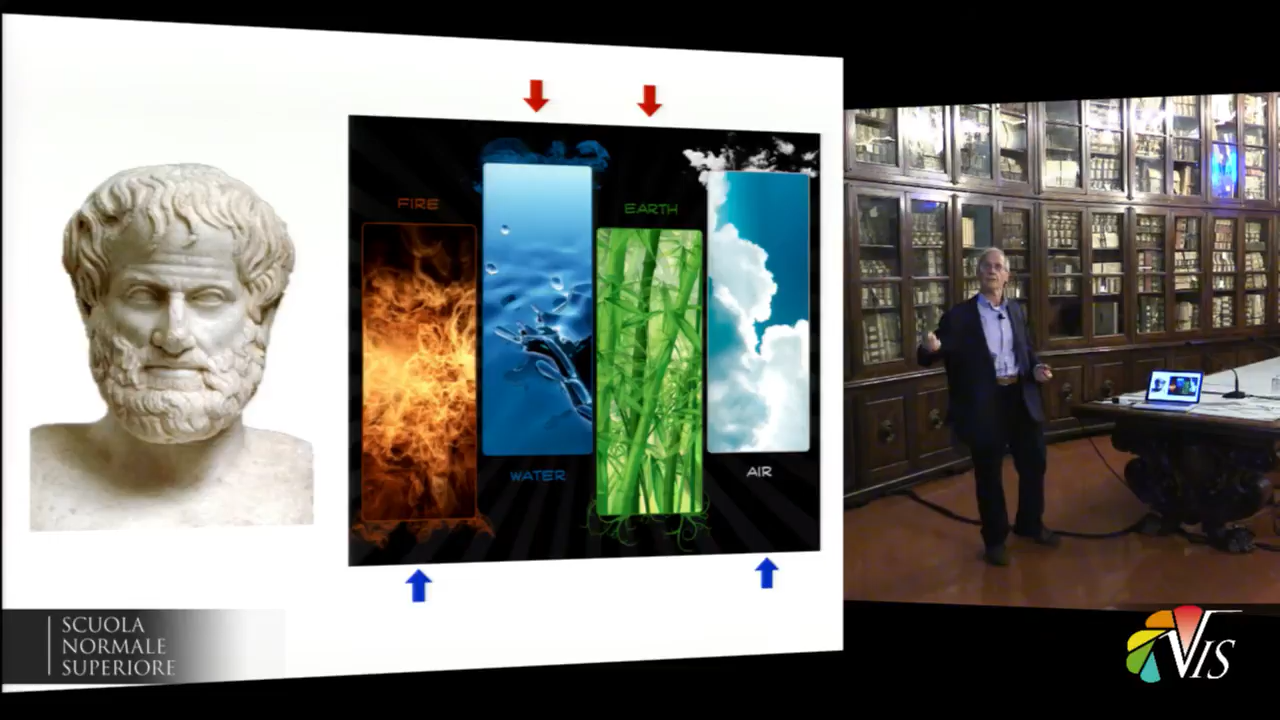 FIRE
WATER
EARTH
AIR
SCUOLA
NORMALE
SUPERIORE
VIS